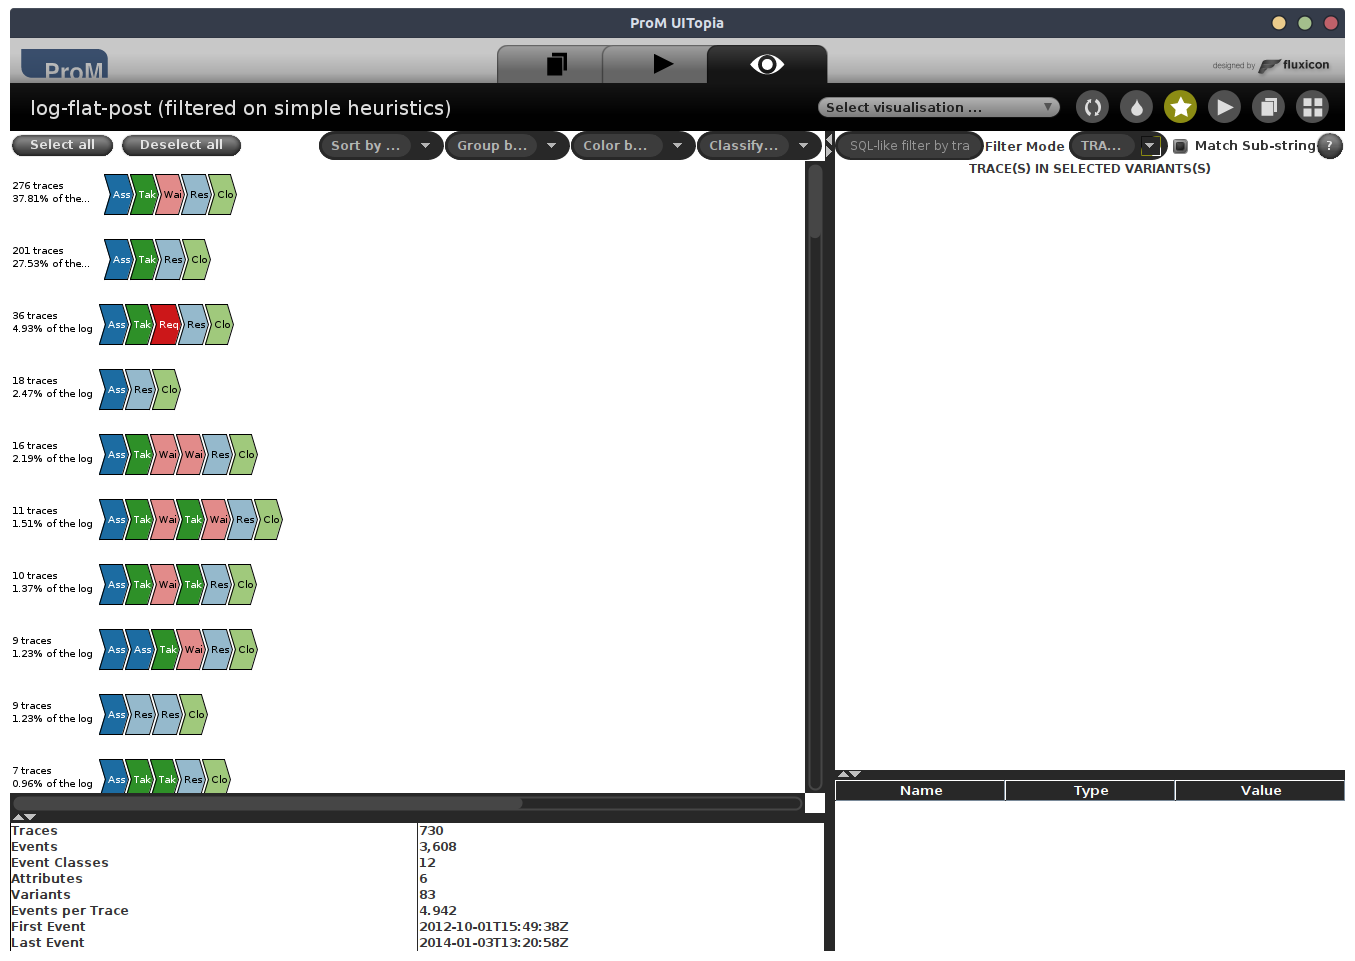 ProM UITopia
ProM
designed by fluxicon
log-flat-post (filtered on simple heuristics)
Select visualisation ...
Select all
Deselect all
Sort by ...
Group b...
Color b...
Classify...
SQL-like filter by tra
Filter Mode
TRA...
Match Sub-string
?
TRACE(S) IN SELECTED VARIANTS(S)
276 traces
37.81% of the...
Ass Tak Wai Res Clo
201 traces
27.53% of the...
Ass Tak Res Clo
36 traces
4.93% of the log
Ass Tak Req Res Clo
18 traces
2.47% of the log
Ass Res Clo
16 traces
2.19% of the log
Ass Tak Wai Wai Res Clo
11 traces
1.51% of the log
Ass Tak Wai Tak Wai Res Clo
10 traces
1.37% of the log
Ass Tak Wai Tak Res Clo
9 traces
1.23% of the log
Ass Ass Tak Wai Res Clo
9 traces
1.23% of the log
Ass Res Res Clo
7 traces
0.96% of the log
Ass Tak Tak Res Clo
Name Type Value
Traces 730
Events 3,608
Event Classes 12
Attributes 6
Variants 83
Events per Trace 4.942
First Event 2012-10-01T15:49:38Z
Last Event 2014-01-03T13:20:58Z